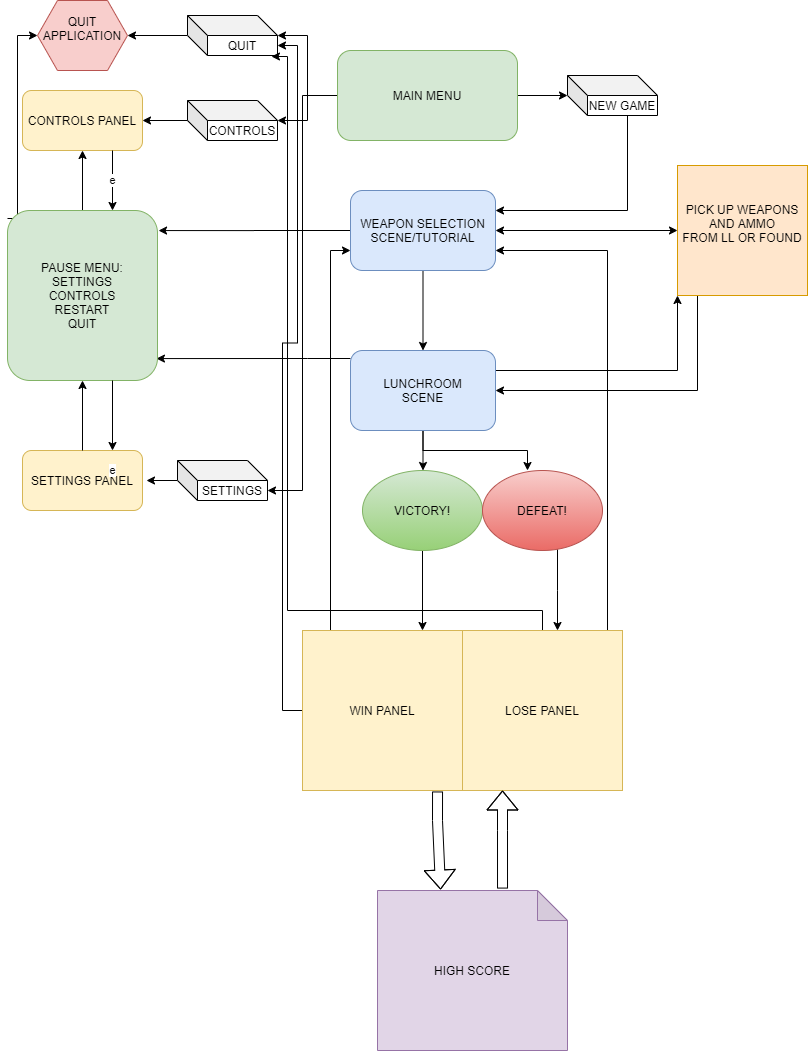 QUIT
APPLICATION
QUIT
MAIN MENU
NEW GAME
CONTROLS PANEL
CONTROLS
e
WEAPON SELECTION
SCENE/TUTORIAL
PICK UP WEAPONS
AND AMMO
FROM LL OR FOUND
PAUSE MENU:
SETTINGS
CONTROLS
RESTART
QUIT
LUNCHROOM
SCENE
e
SETTINGS PANEL
SETTINGS
VICTORY!
DEFEAT!
WIN PANEL
LOSE PANEL
HIGH SCORE